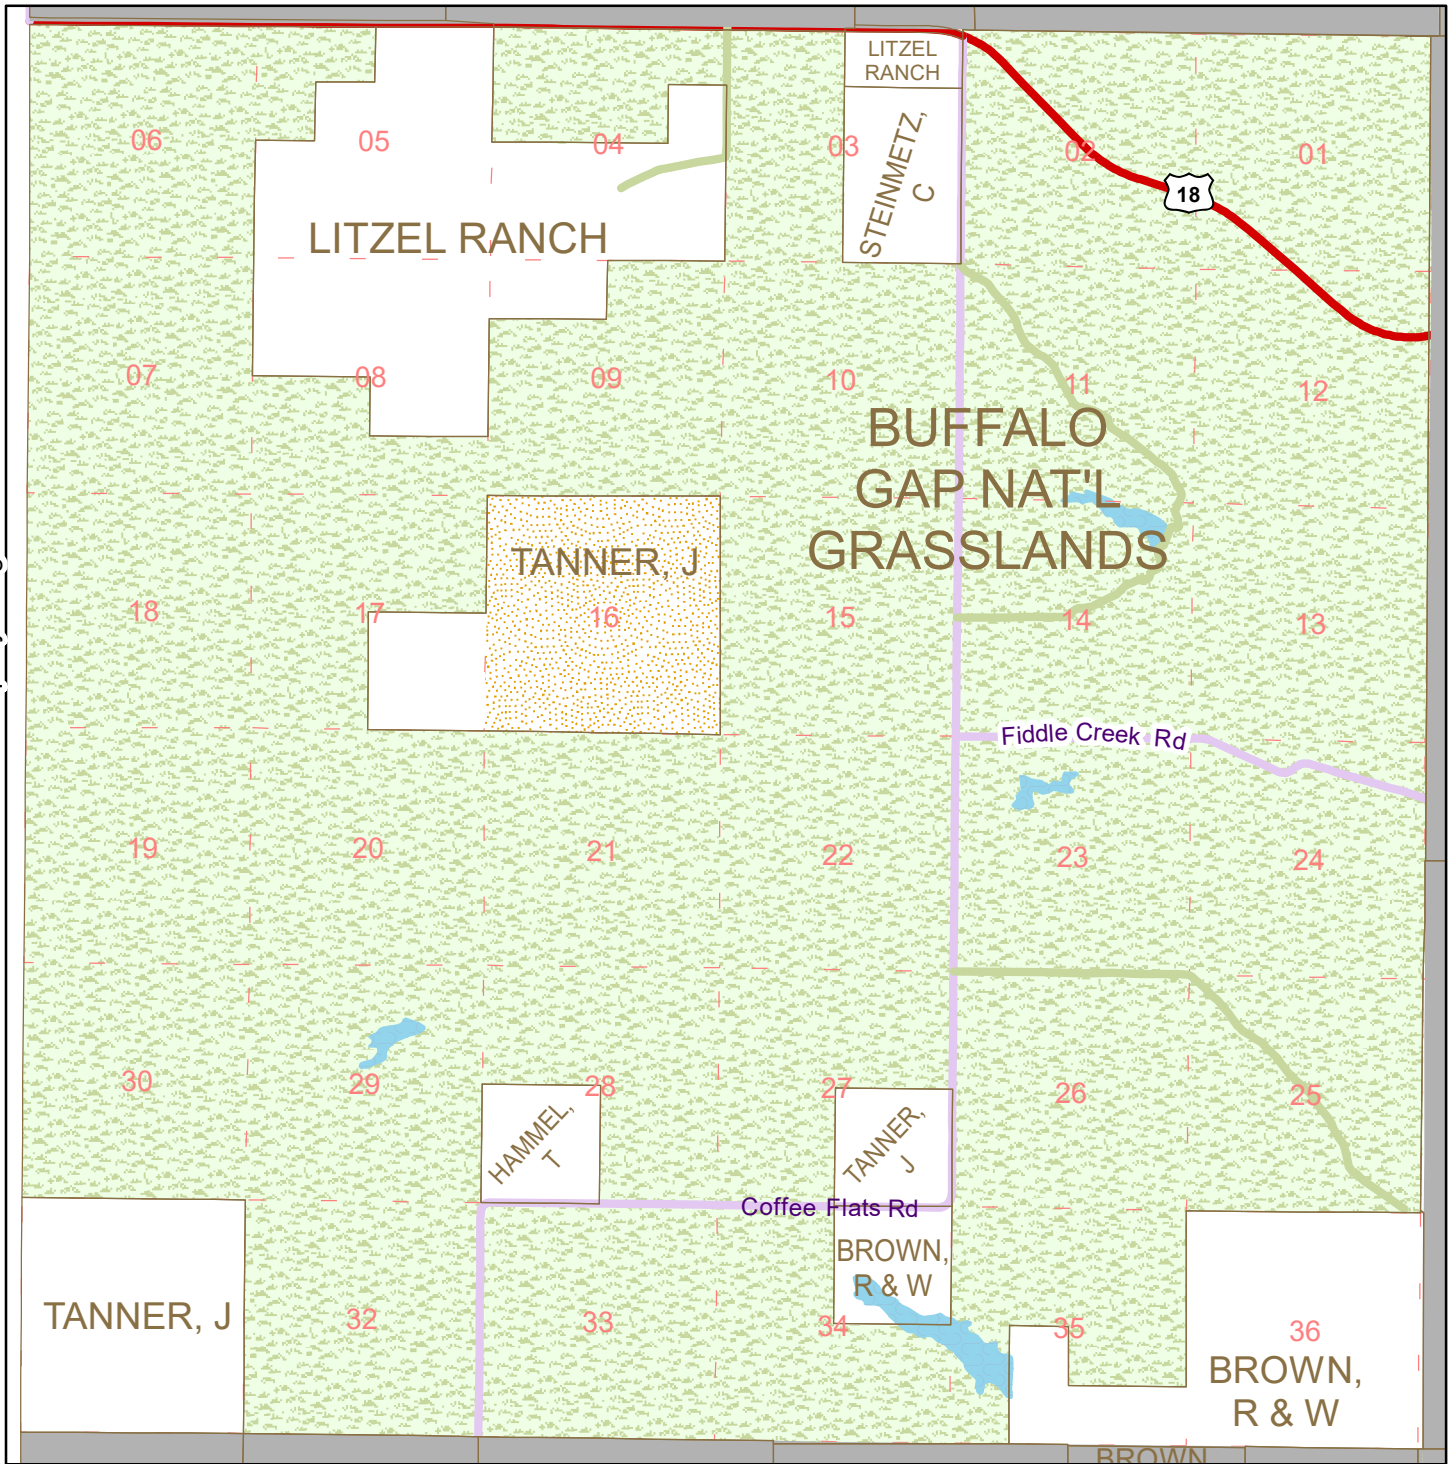 LITZEL
RANCH
06
05
04
03
02
01
STEINMETZ,
C
18
LITZEL RANCH
07
08
09
10
11
12
BUFFALO
GAP NAT'L
GRASSLANDS
TANNER, J
18
17
16
15
14
13
Fiddle Creek Rd
19
20
21
22
23
24
30
29
28
27
26
25
HAMMEL,
T
TANNER,
J
Coffee Flats Rd
BROWN,
R & W
TANNER, J
32
33
34
35
36
BROWN,
R & W
BROWN